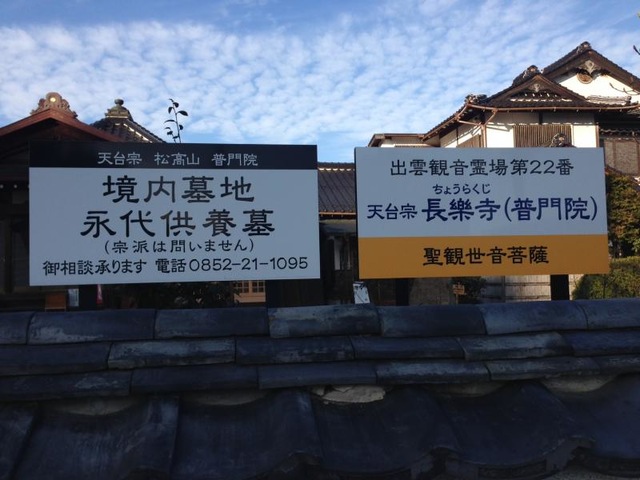 天台宗 松高山 普門院
境内墓地
永代供養墓
(宗派は問いません)
御相談承ります 電話0852-21-1095
出雲観音霊場第22番
ちょうらくじ
天台宗 長樂寺(普門院)
聖観世音菩薩